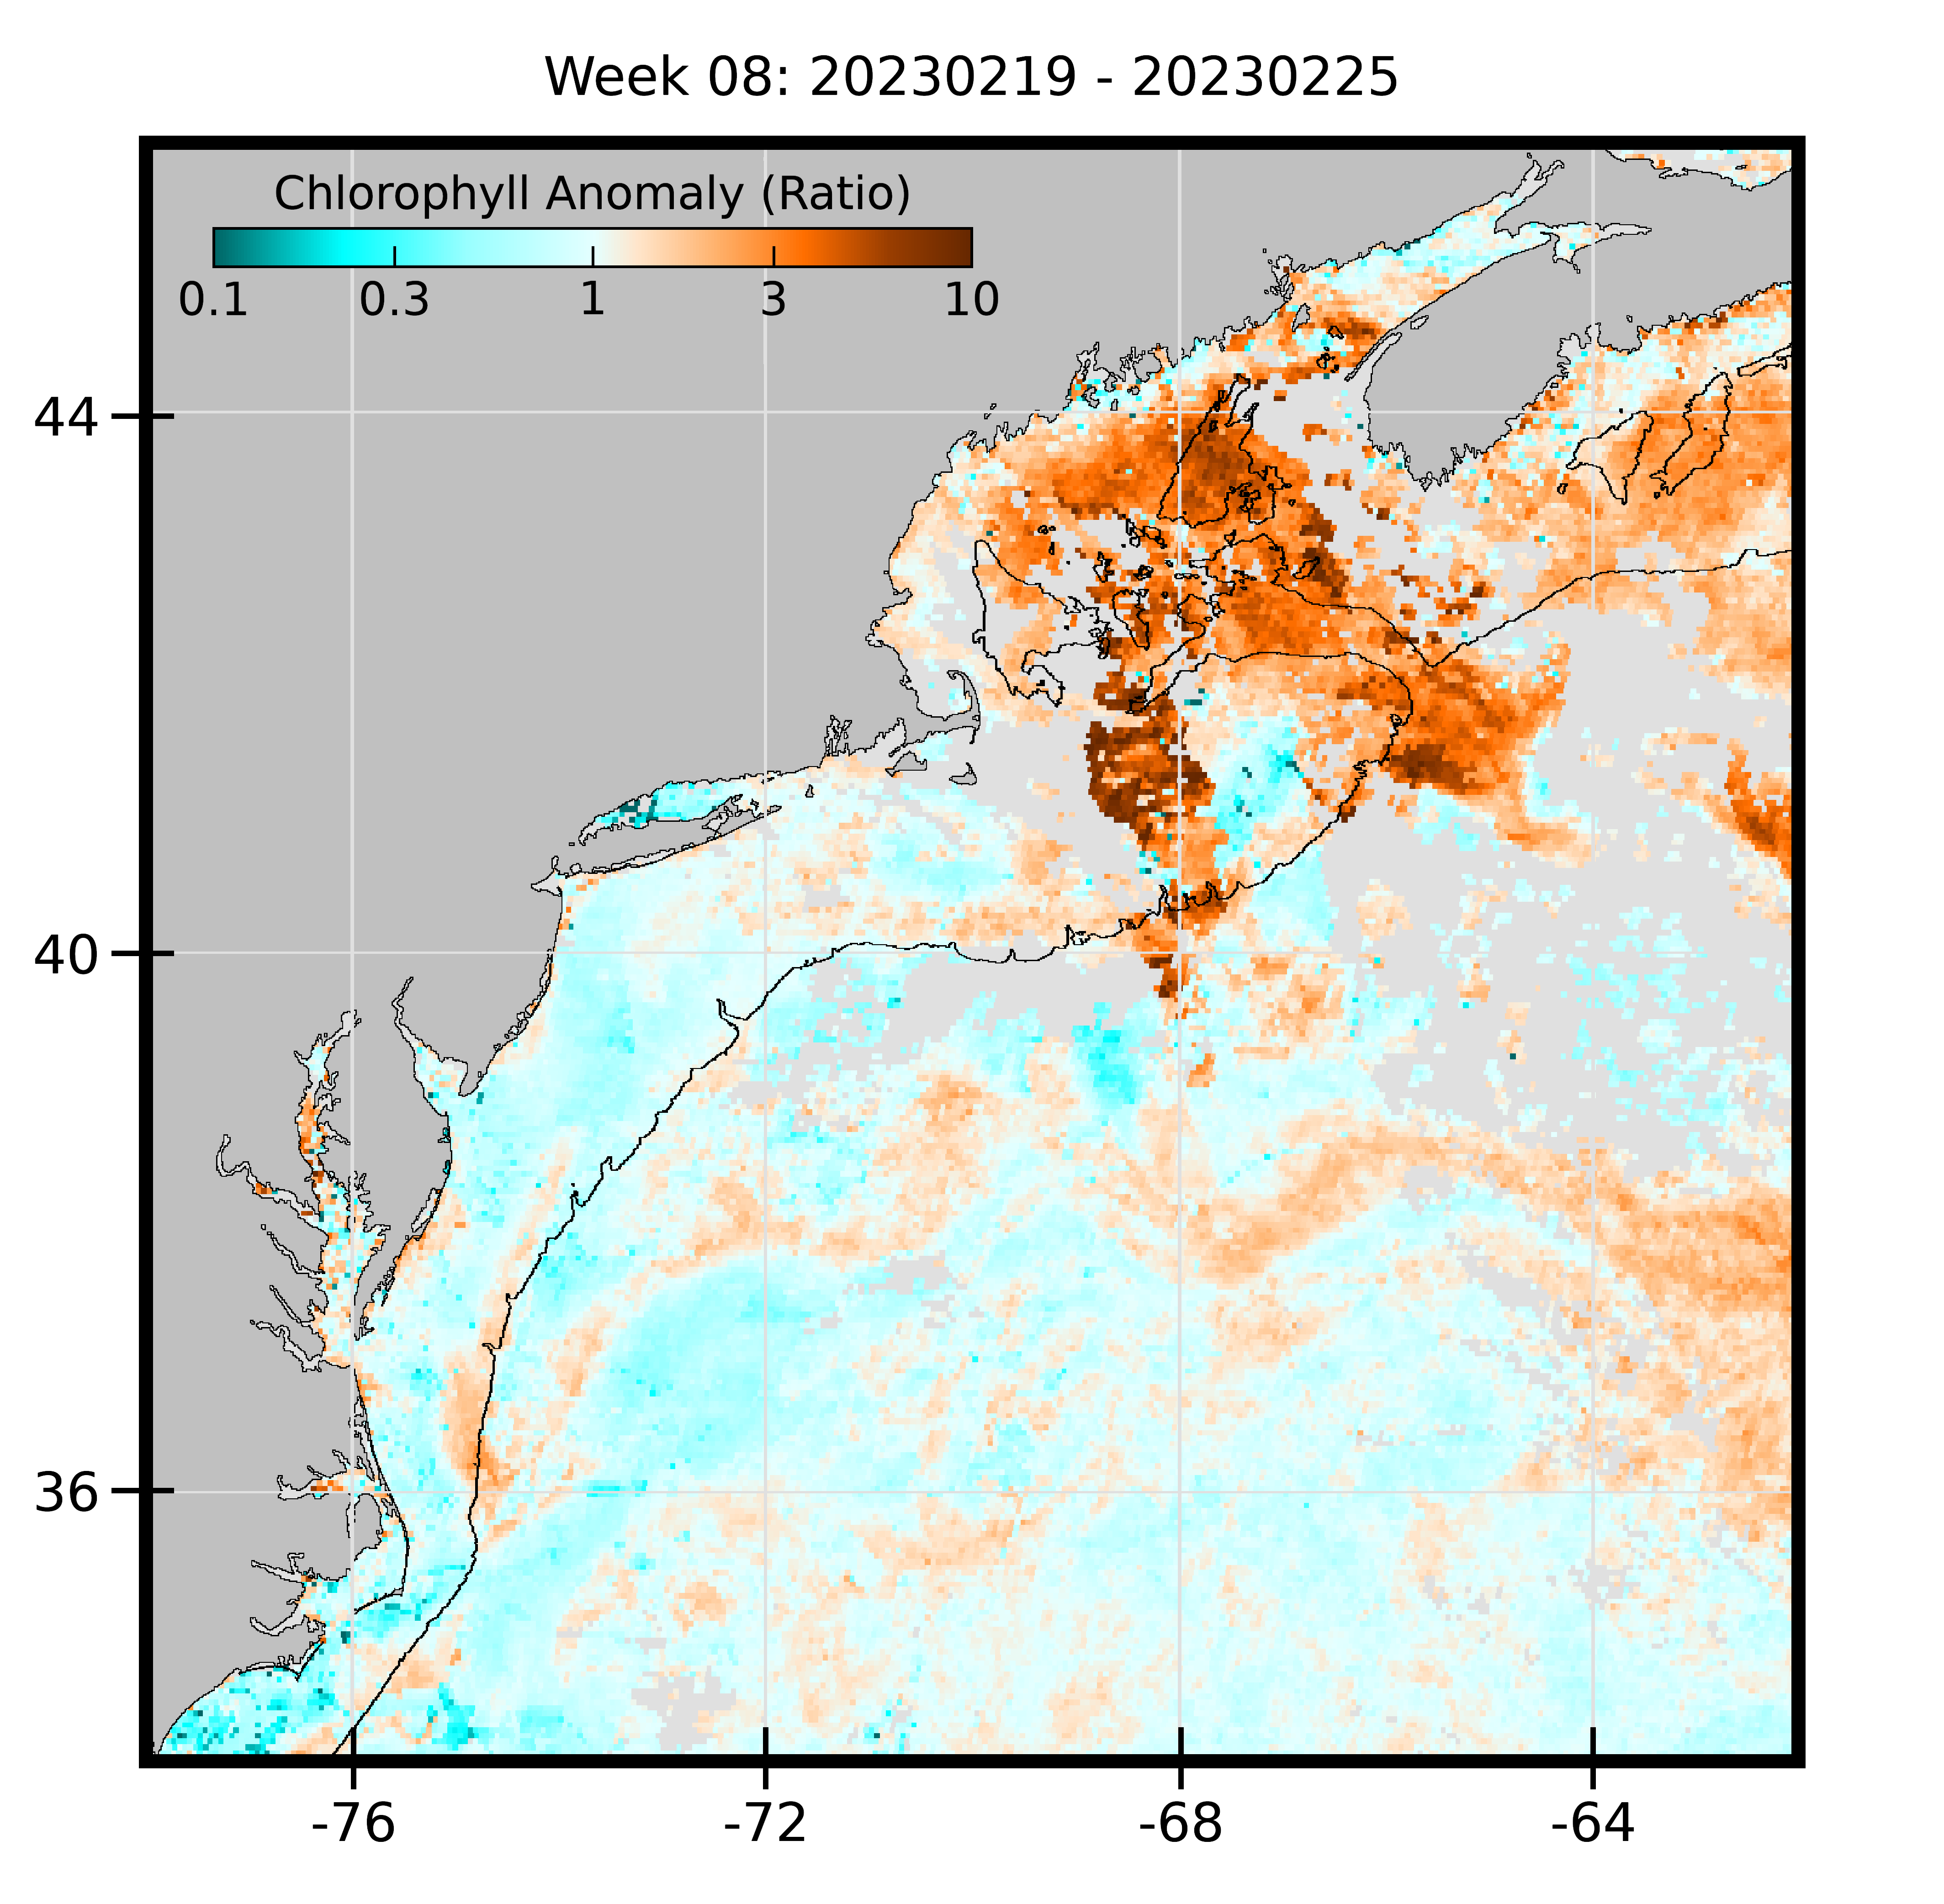 Week 08: 20230219 - 20230225
Chlorophyll Anomaly (Ratio)
0.1 0.3 1 3 10
44
40
36
-76 -72 -68 -64